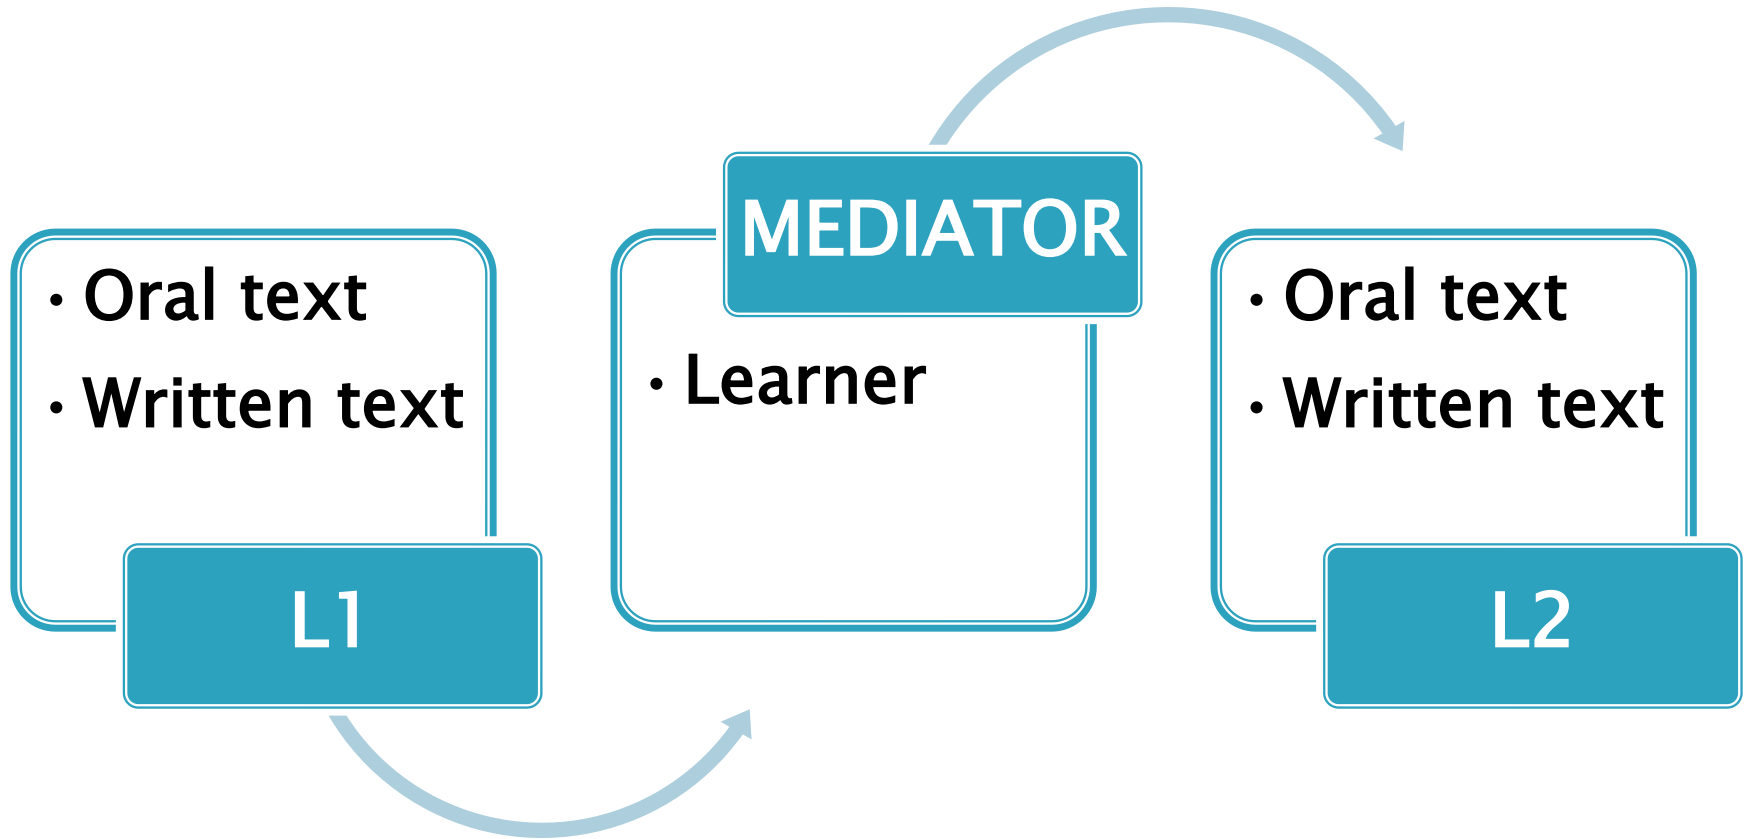 • Oral text
• Written text
L1
MEDIATOR
• Learner
• Oral text
• Written text
L2